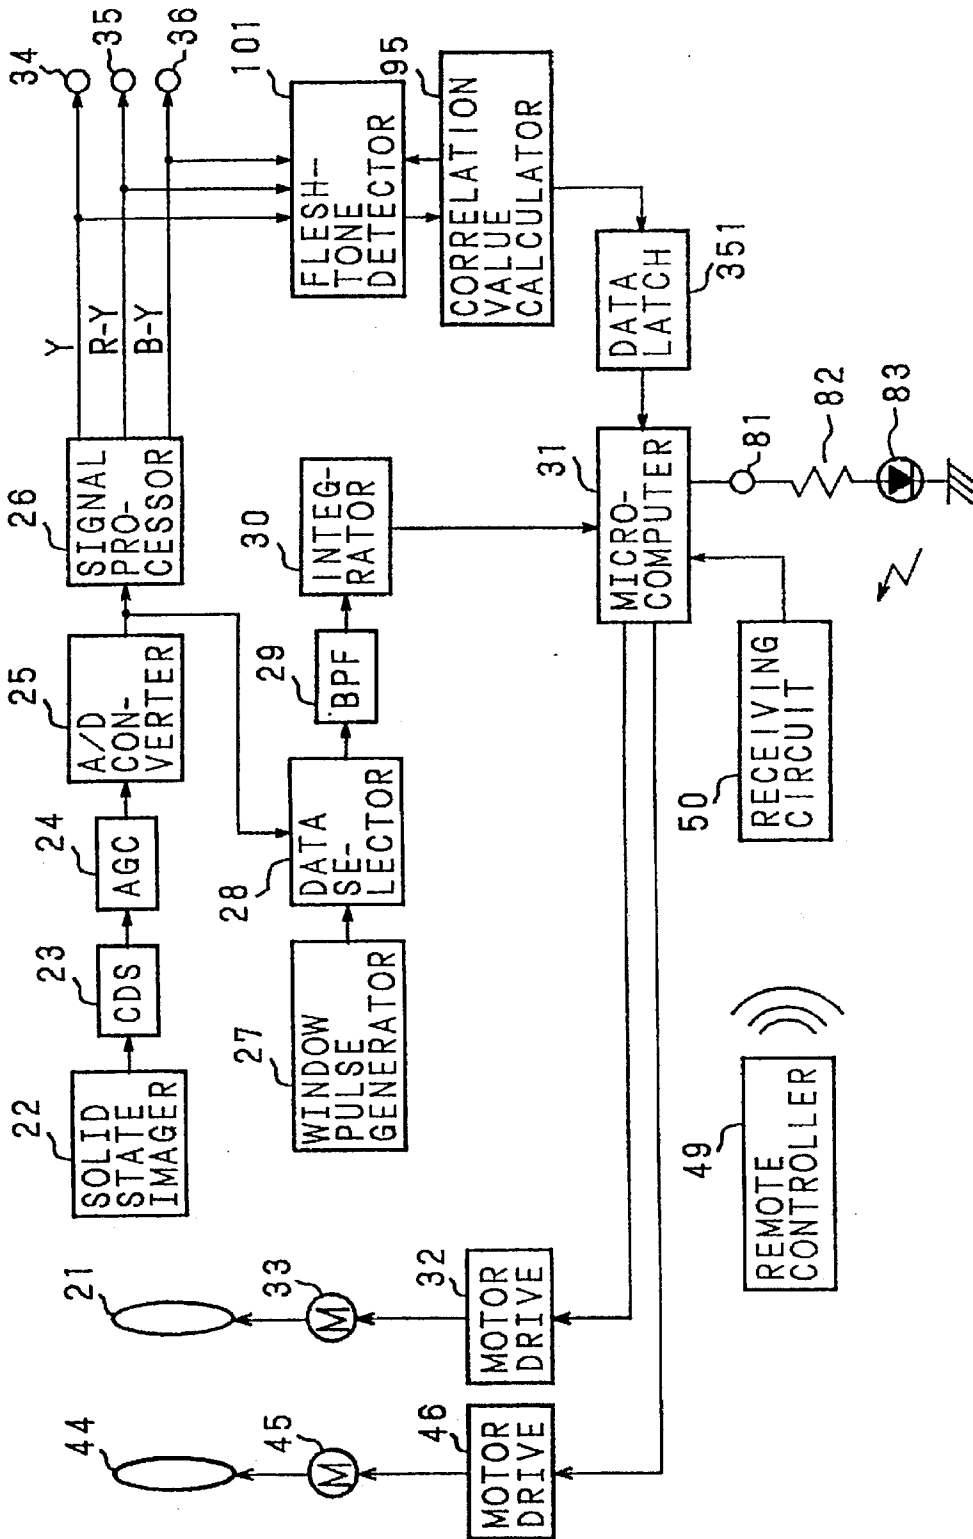 44
21
22
SOLID
STATE
IMAGER
23
CDS
24
AGC
25
A/D
CON-
VERTER
26
SIGNAL
PRO-
CESSOR
Y
R-Y
B-Y
34
35
36
45
M
33
M
27
WINDOW
PULSE
GENERATOR
28
DATA
SE-
LECTOR
29
BPF
30
INTEG-
RATOR
101
FLESH-
TONE
DETECTOR
95
CORRELATION
VALUE
CALCULATOR
46
MOTOR
DRIVE
32
MOTOR
DRIVE
31
MICRO-
COMPUTER
DATA
LATCH
351
49
REMOTE
CONTROLLER
50
RECEIVING
CIRCUIT
81
82
83